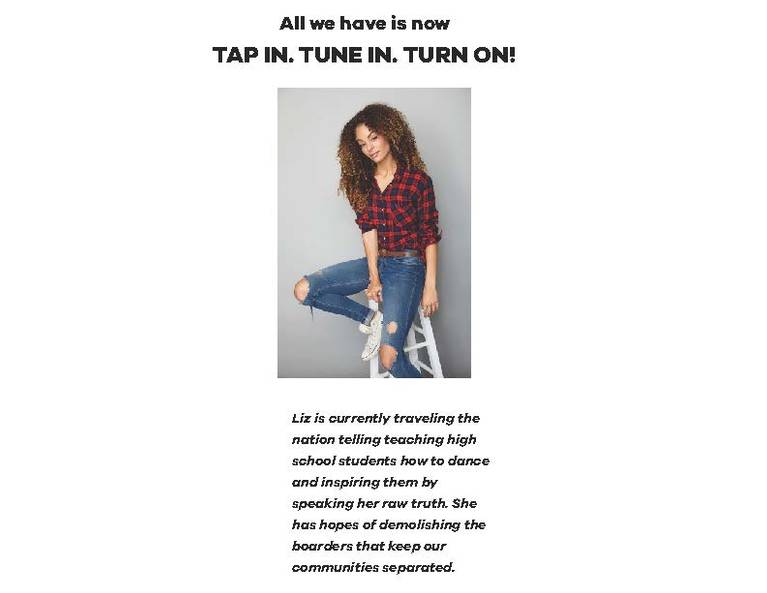 All we have is now
TAP IN. TUNE IN. TURN ON!
Liz is currently traveling the
nation telling teaching high
school students how to dance
and inspiring them by
speaking her raw truth. She
has hopes of demolishing the
boarders that keep our
communities separated.